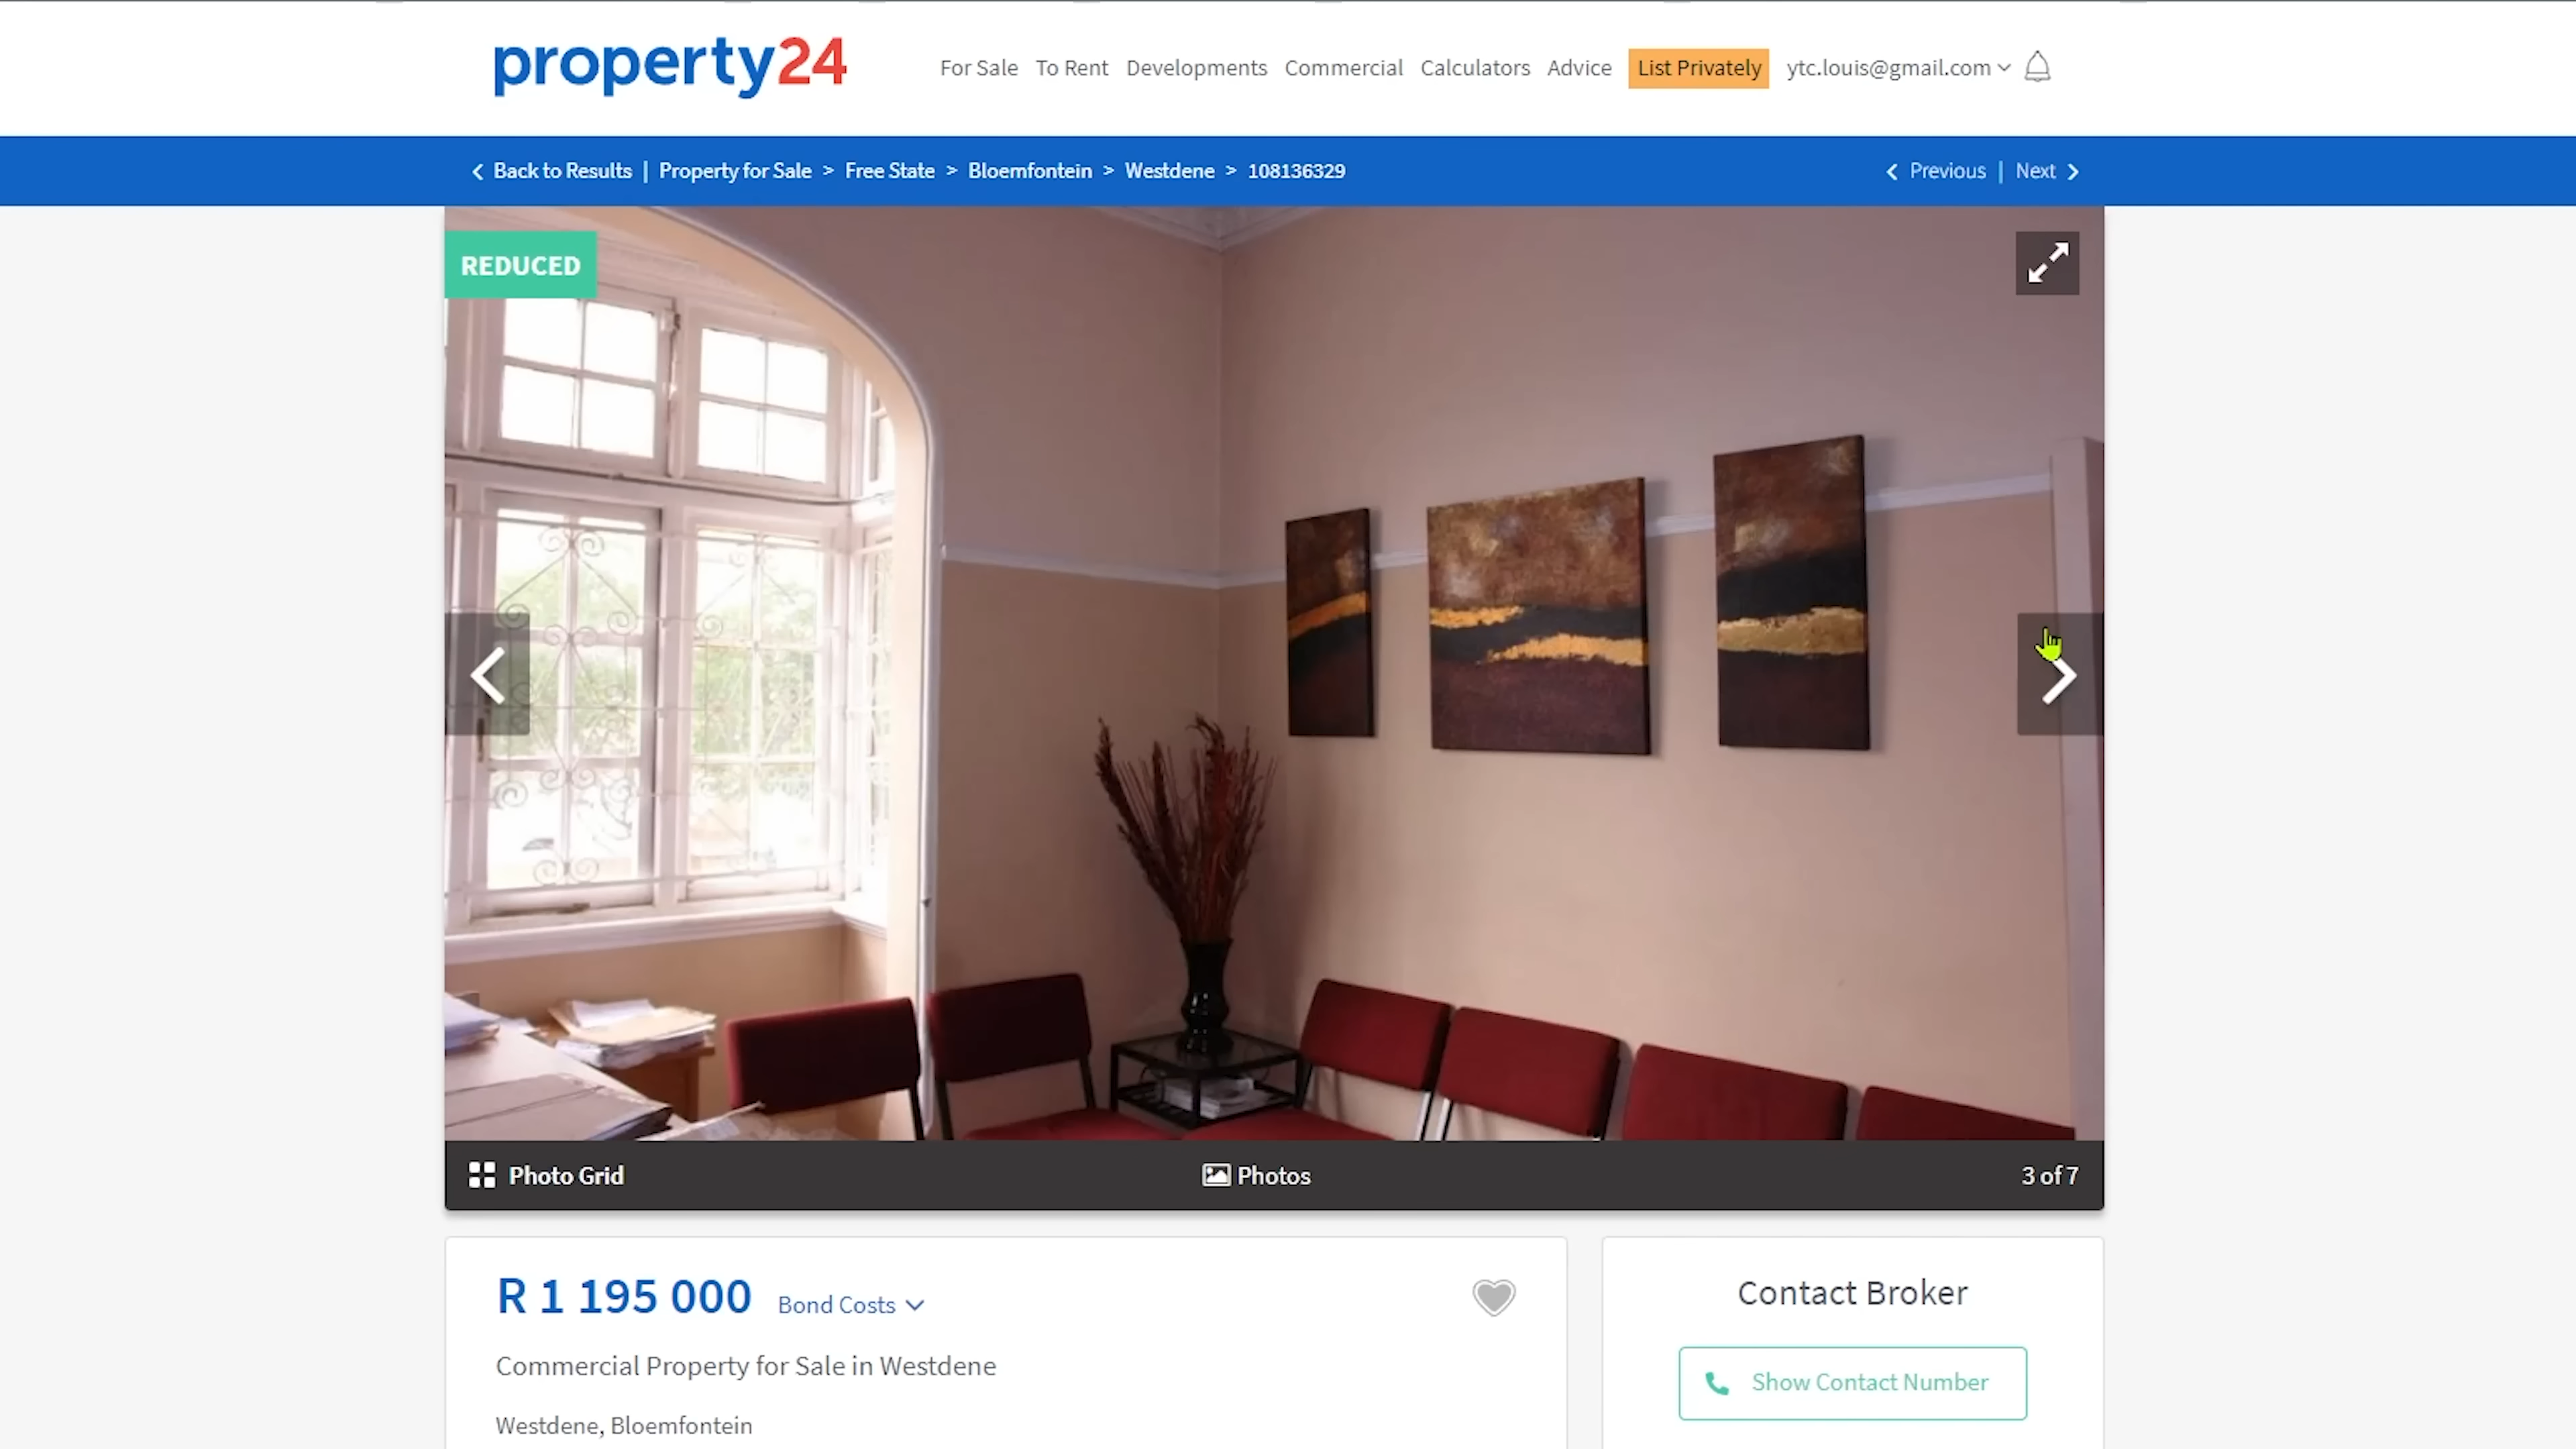 property24
For Sale To Rent Developments Commercial Calculators Advice List Privately ytc.louis@gmail.com
Back to Results | Property for Sale > Free State > Bloemfontein > Westdene > 108136329
Previous | Next
REDUCED
Photo Grid
Photos
3 of 7
R 1 195 000 Bond Costs
Commercial Property for Sale in Westdene
Westdene, Bloemfontein
Contact Broker
Show Contact Number